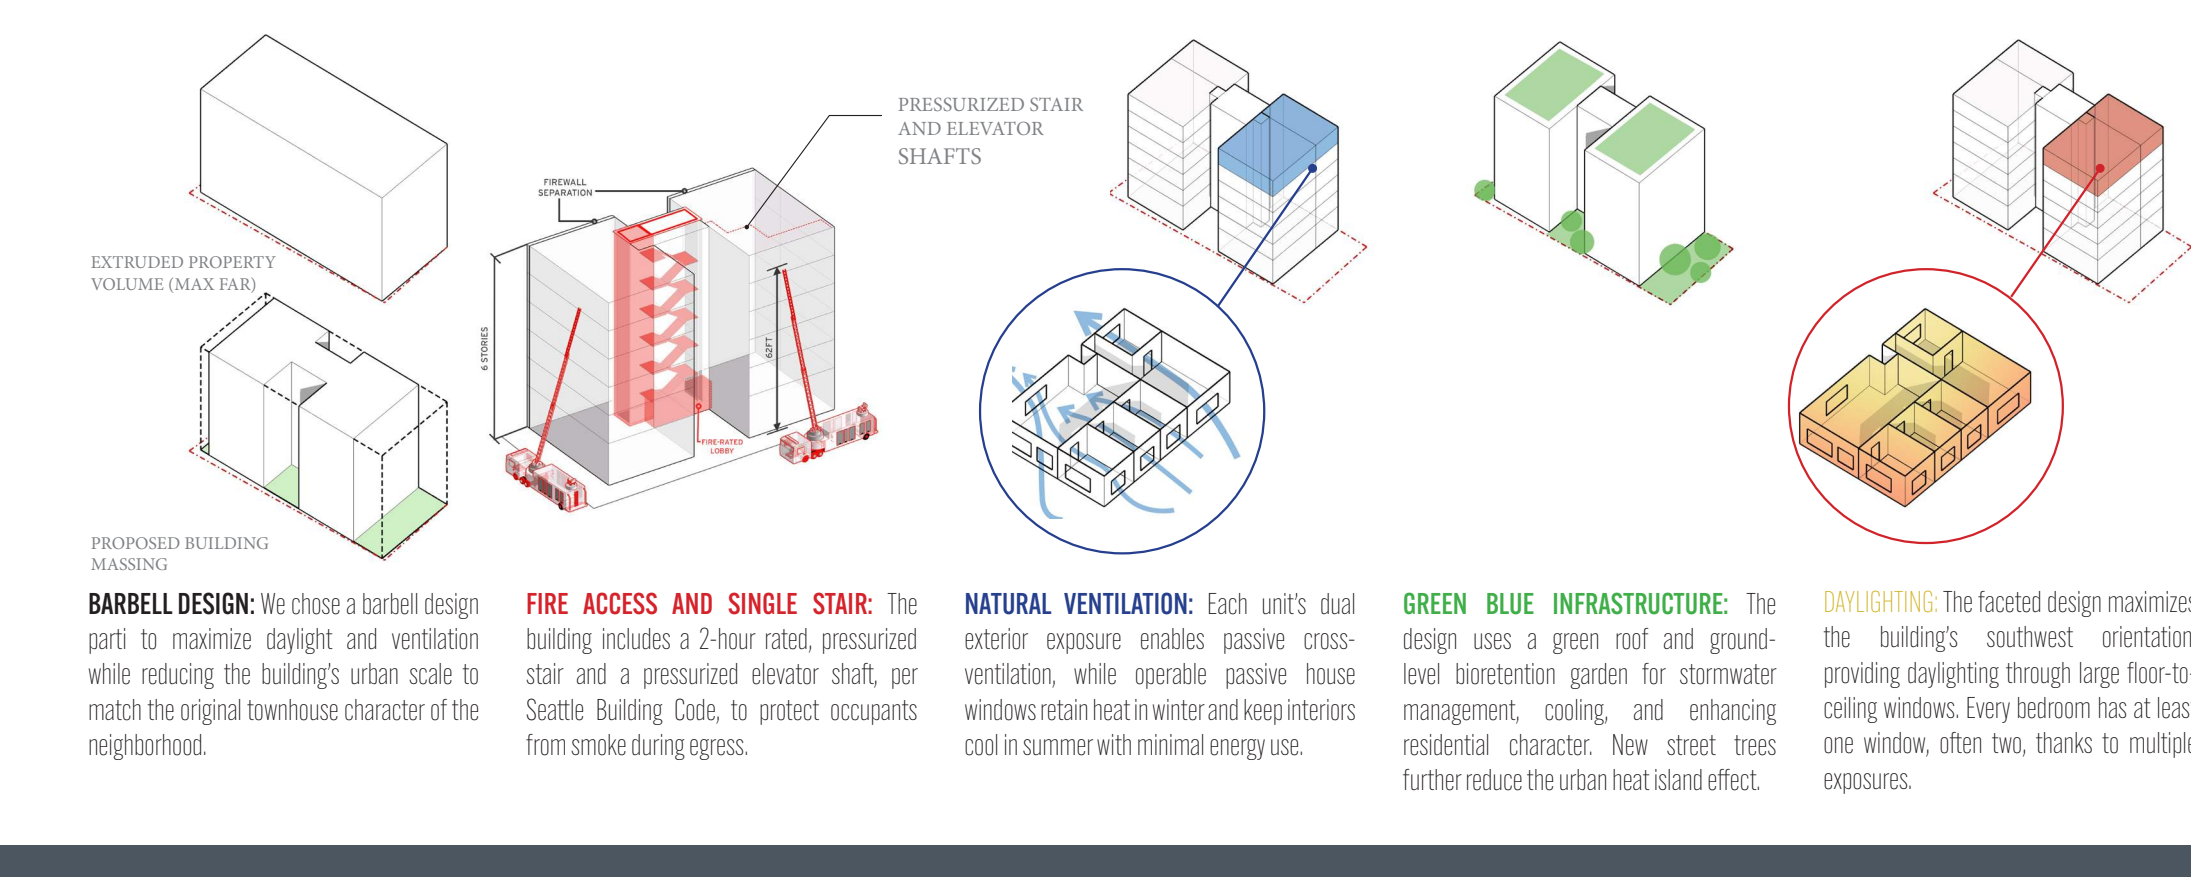 EXTRUDED PROPERTY
VOLUME (MAX FAR)
PROPOSED BUILDING
MASSING
FIREWALL
SEPARATION
6 STORIES
62FT
FIRE-RATED
LOBBY
PRESSURIZED STAIR
AND ELEVATOR
SHAFTS
BARBELL DESIGN: We chose a barbell design
parti to maximize daylight and ventilation
while reducing the building's urban scale to
match the original townhouse character of the
neighborhood.
FIRE ACCESS AND SINGLE STAIR: The
building includes a 2-hour rated, pressurized
stair and a pressurized elevator shaft, per
Seattle Building Code, to protect occupants
from smoke during egress.
NATURAL VENTILATION: Each unit's dual
exterior exposure enables passive cross-
ventilation, while operable passive house
windows retain heat in winter and keep interiors
cool in summer with minimal energy use.
GREEN BLUE INFRASTRUCTURE: The
design uses a green roof and ground-
level bioretention garden for stormwater
management, cooling, and enhancing
residential character. New street trees
further reduce the urban heat island effect.
DAYLIGHTING: The faceted design maximizes
the building's southwest orientation
providing daylighting through large floor-to-
ceiling windows. Every bedroom has at least
one window, often two, thanks to multiple
exposures.